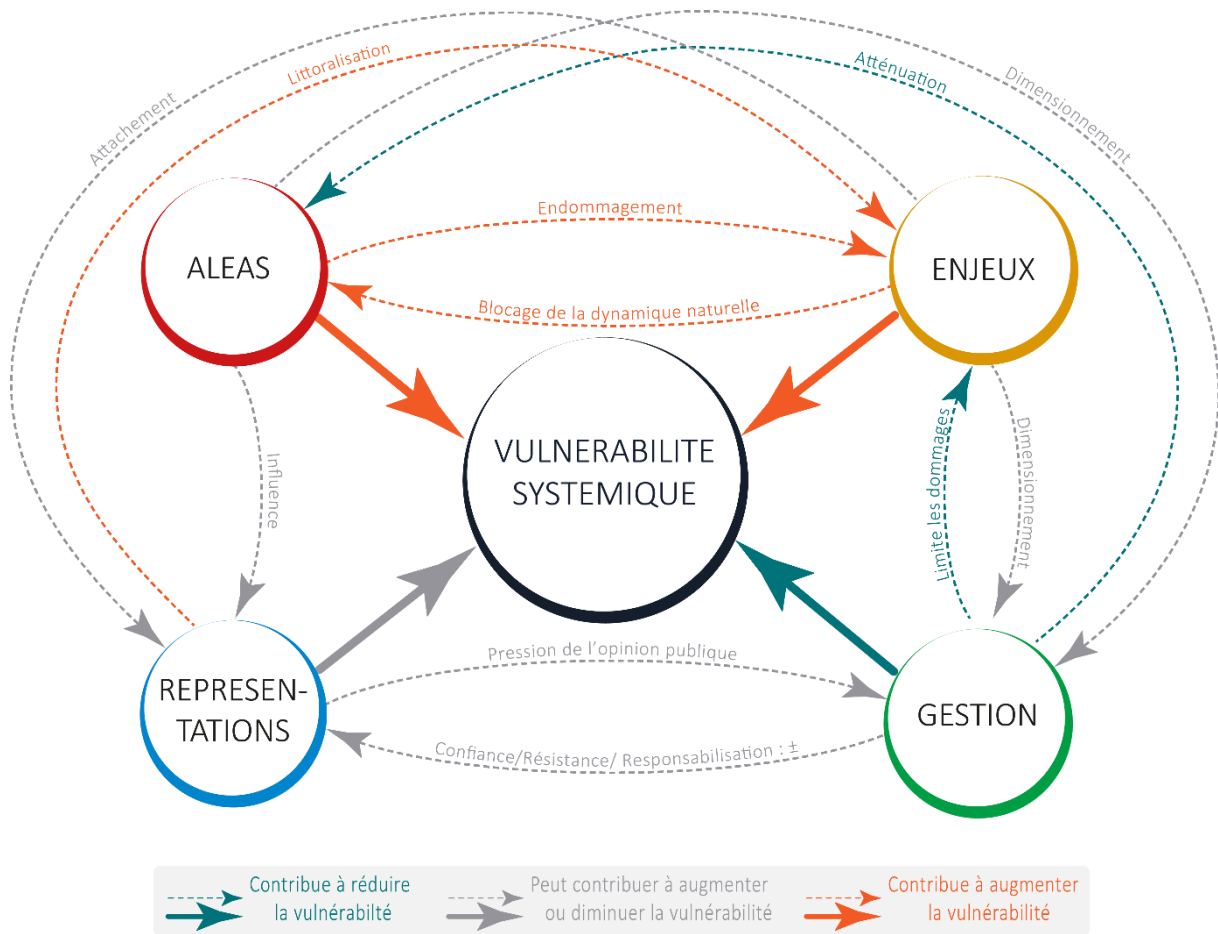 Littoralisation
Atténuation
Attachement
Dimensionnement
Endommagement
ALEAS
ENJEUX
Blocage de la dynamique naturelle
VULNERABILITE
SYSTEMIQUE
Influence
Limite les dommages
Dimensionnement
Pression de l'opinion publique
REPRESEN-
TATIONS
GESTION
Confiance/Résistance/ Responsabilisation : ±
Contribue à réduire
la vulnérabilté
Peut contribuer à augmenter
ou diminuer la vulnérabilité
Contribue à augmenter
la vulnérabilité